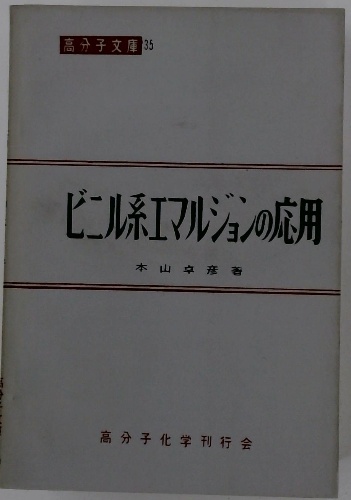 高分子文庫 35
ビニル系エマルジョンの応用
本山卓彦著
高分子化学刊行会